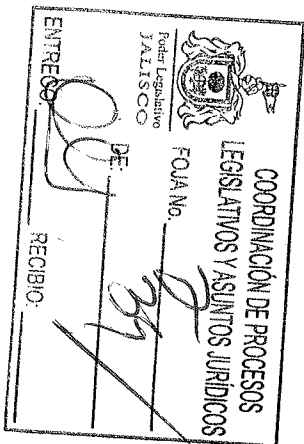 COORDINACIÓN DE PROCESOS
LEGISLATIVOS Y ASUNTOS JURÍDICOS
Poder Legislativo
JALISCO
FOJA No.
DE:
ENTREGO:
RECIBIO: